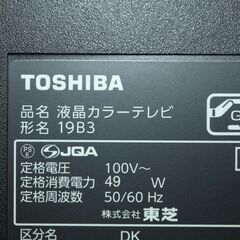 TOSHIBA
品名 液晶カラーテレビ
形名 19B3
PS E JQA
定格電圧 100V～
定格消費電力 49 W
定格周波数 50/60 Hz
株式会社 東芝
DK